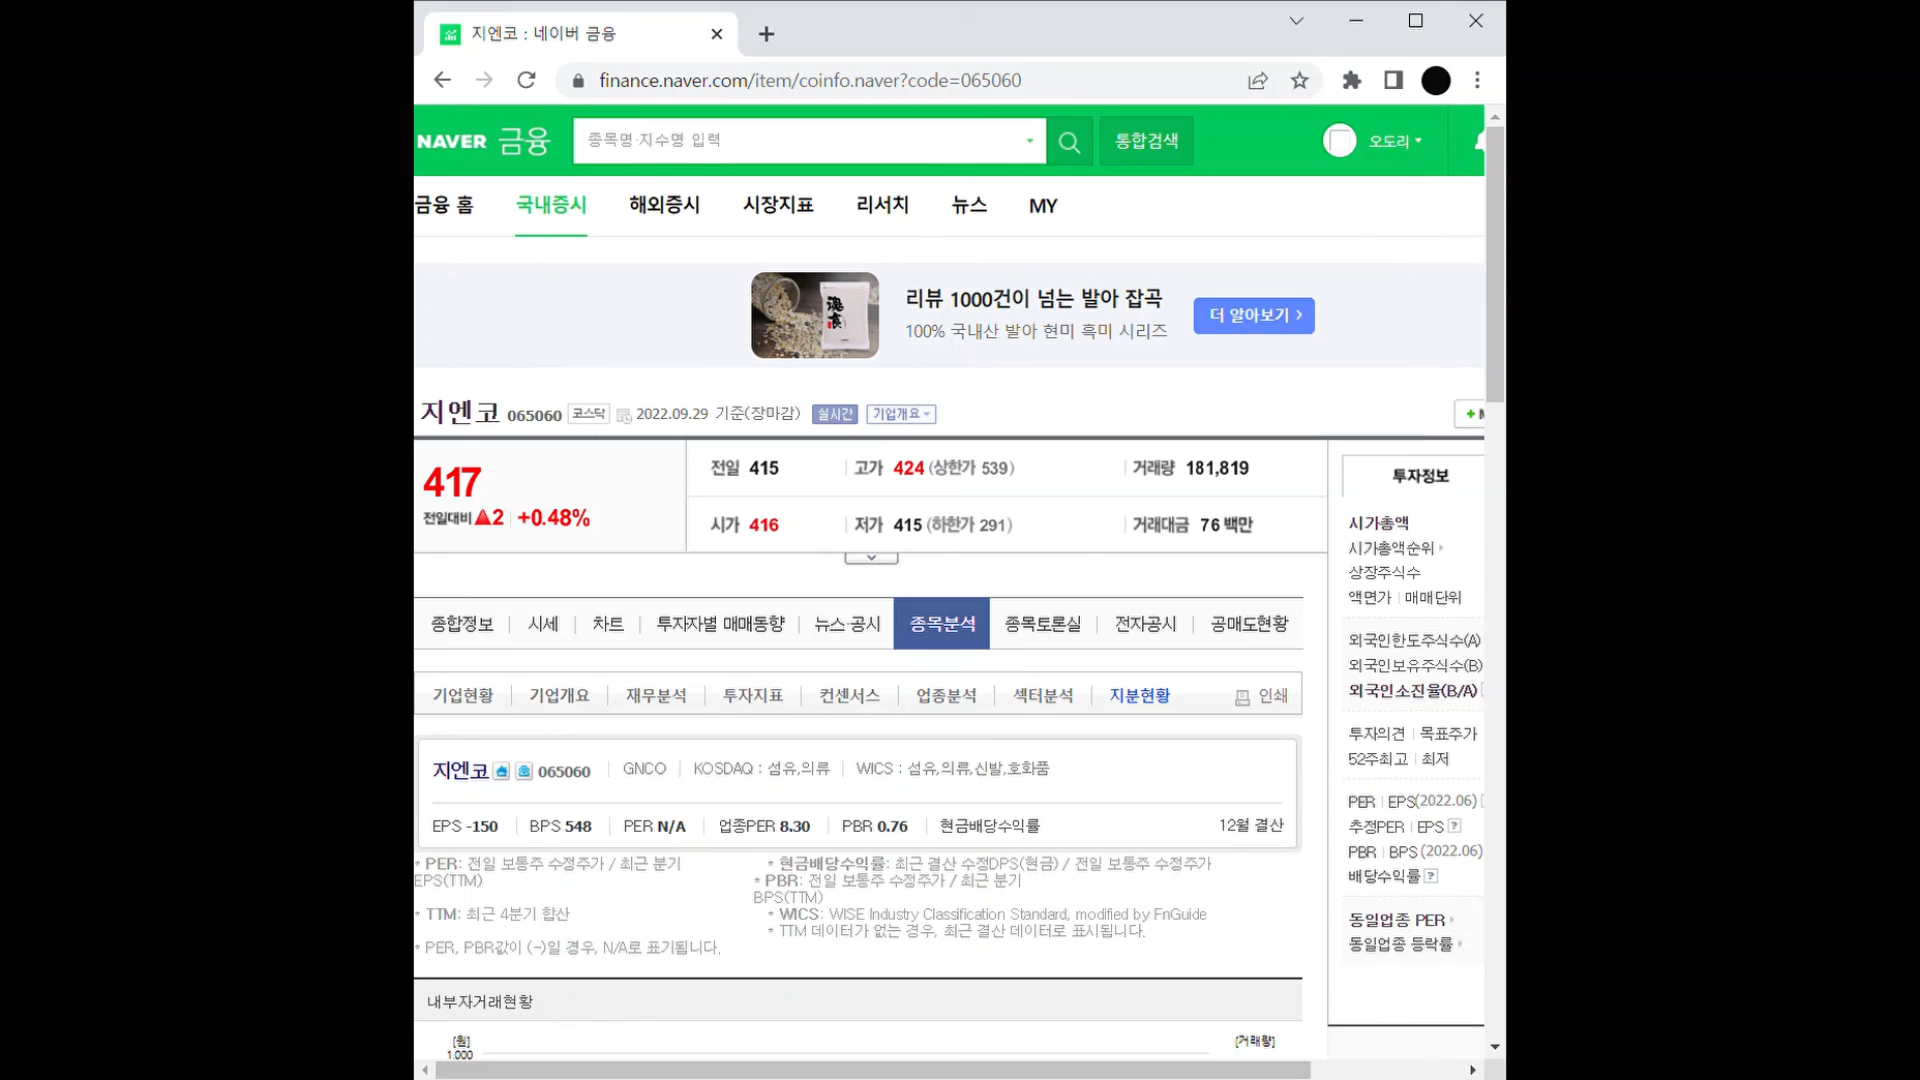 지엔코 : 네이버 금융
finance.naver.com/item/coinfo.naver?code=065060
NAVER 금융 종목명·지수명 입력 통합검색 오도리
금융 홈 국내증시 해외증시 시장지표 리서치 뉴스 MY
리뷰 1000건이 넘는 발아 잡곡
100% 국내산 발아 현미 흑미 시리즈
더 알아보기 >
지엔코 065060 코스닥 2022.09.29 기준(장마감) 실시간 기업개요
417
전일대비 ▲2 +0.48%
전일 415 고가 424 (상한가 539) 거래량 181,819
시가 416 저가 415 (하한가 291) 거래대금 76 백만
종합정보 시세 차트 투자자별 매매동향 뉴스·공시 종목분석 종목토론실 전자공시 공매도현황
기업현황 기업개요 재무분석 투자지표 컨센서스 업종분석 섹터분석 지분현황 인쇄
지엔코 065060 GNCO KOSDAQ : 섬유,의류 WICS : 섬유,의류,신발,호화품
EPS -150 BPS 548 PER N/A 업종PER 8.30 PBR 0.76 현금배당수익률 12월 결산
* PER: 전일 보통주 수정주가 / 최근 분기
EPS(TTM)
* TTM: 최근 4분기 합산
* PER, PBR값이 (-)일 경우, N/A로 표기됩니다.
* 현금배당수익률: 최근 결산 수정DPS(현금) / 전일 보통주 수정주가
* PBR: 전일 보통주 수정주가 / 최근 분기
BPS(TTM)
* WICS: WISE Industry Classification Standard, modified by FnGuide
* TTM 데이터가 없는 경우, 최근 결산 데이터로 표시됩니다.
내부자거래현황
[원]
1,000
[거래량]
투자정보
시가총액
시가총액순위
상장주식수
액면가 매매단위
외국인한도주식수(A)
외국인보유주식수(B)
외국인소진율(B/A)
투자의견 목표주가
52주최고 최저
PER EPS(2022.06)
추정PER EPS ?
PBR BPS (2022.06)
배당수익률 ?
동일업종 PER
동일업종 등락률